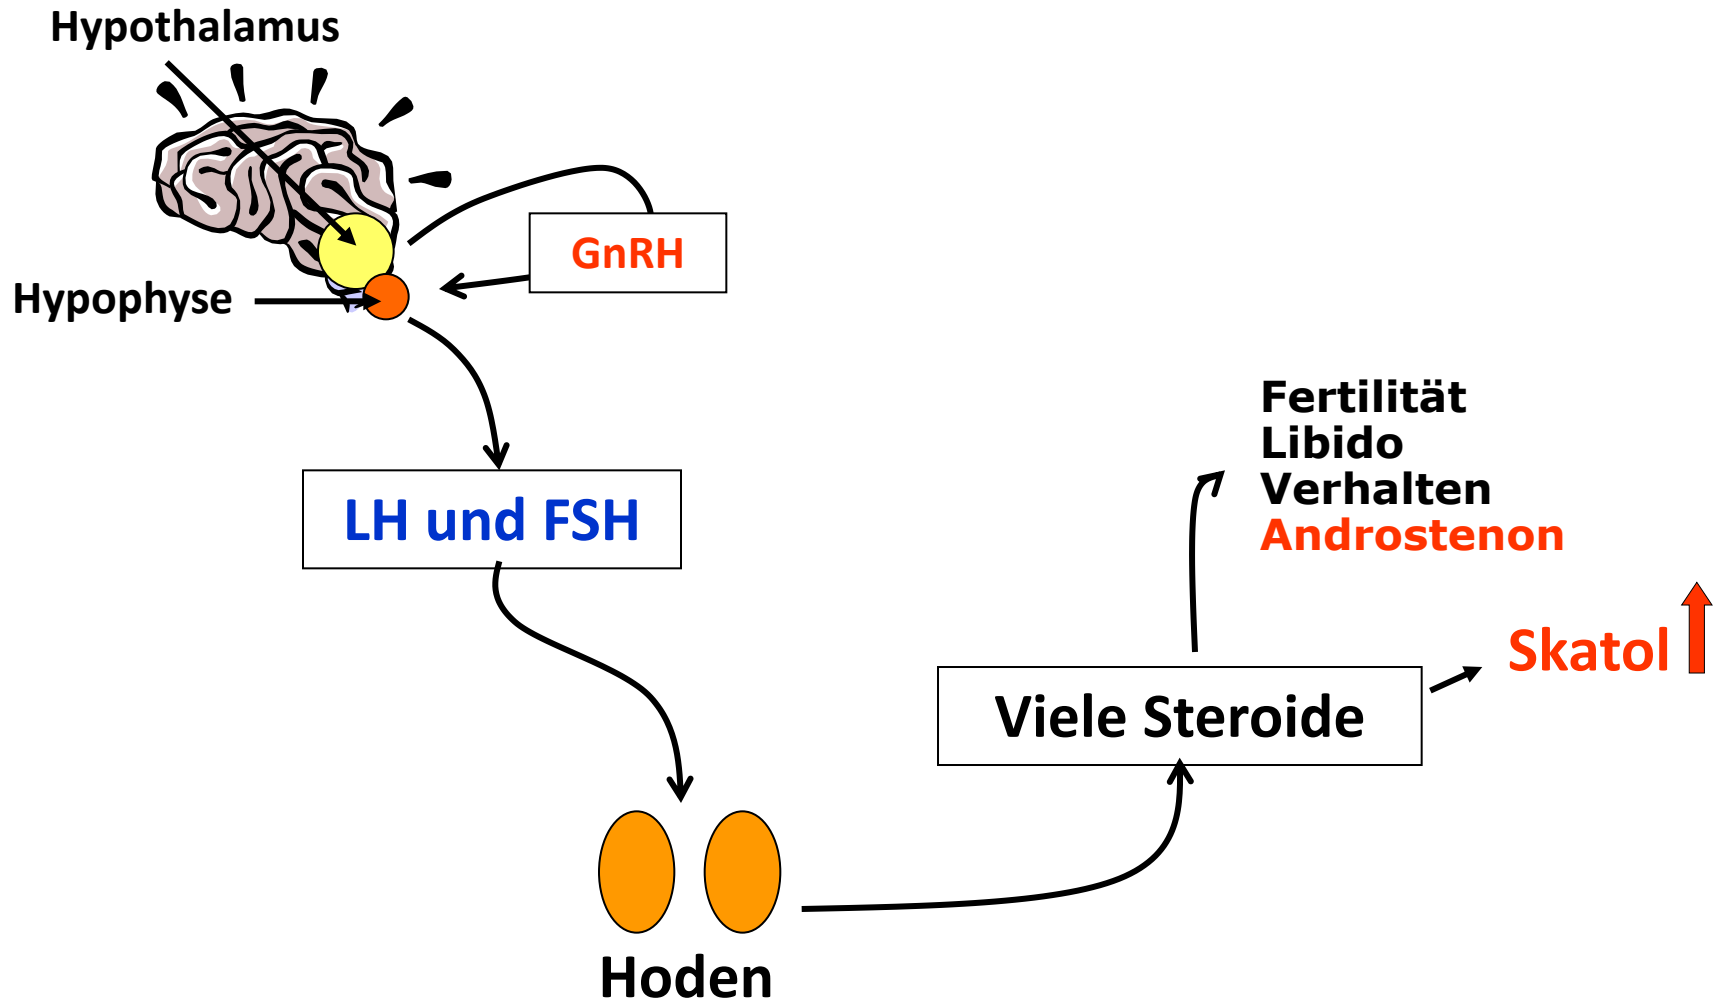 Hypothalamus
GnRH
Hypophyse
LH und FSH
Fertilität
Libido
Verhalten
Androstenon
Skatol
Viele Steroide
Hoden